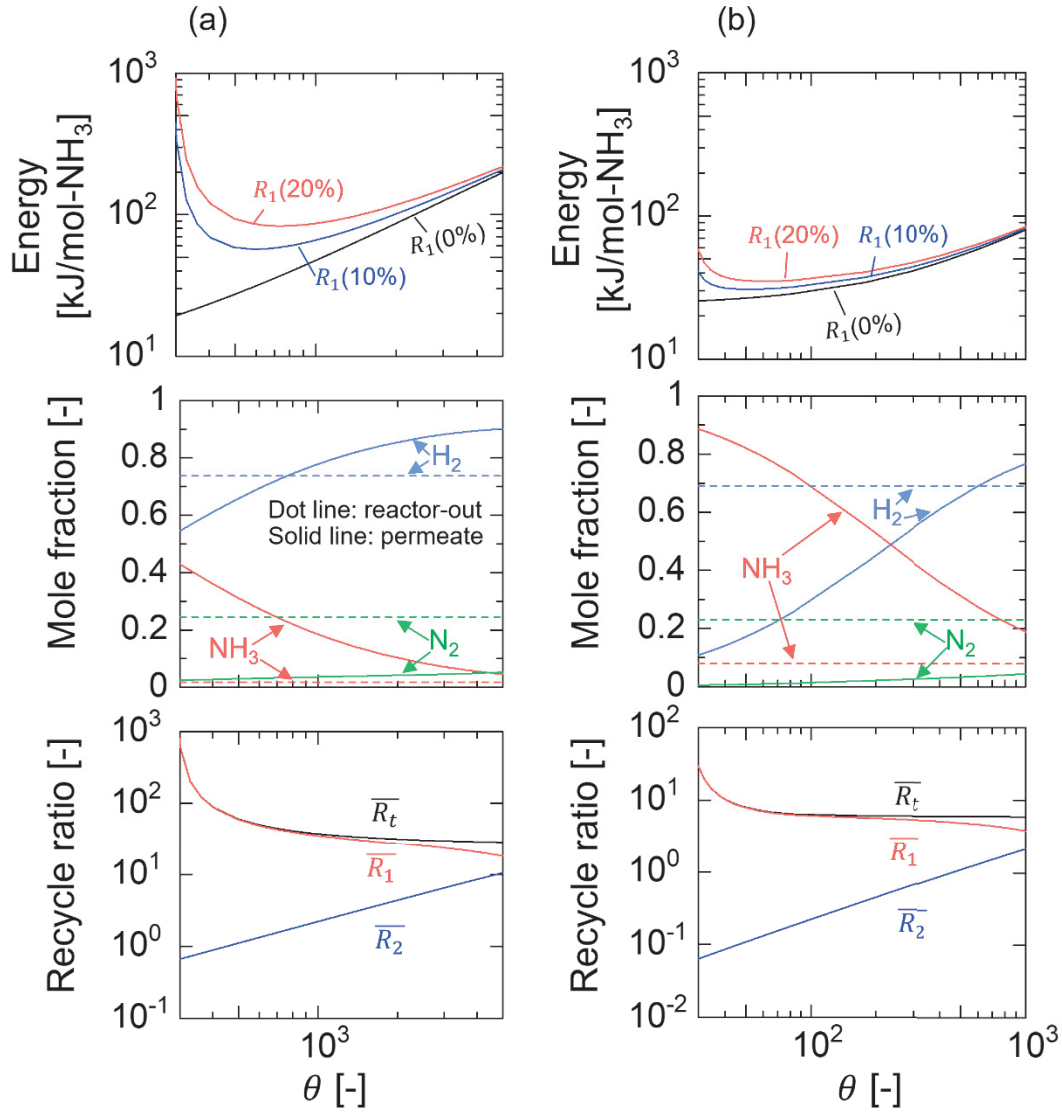 (a)
(b)
Energy
[kJ/mol-NH₃]
10³
10²
10¹
R₁(20%)
R₁(10%)
R₁(0%)
Energy
[kJ/mol-NH₃]
10³
10²
10¹
R₁(20%)
R₁(10%)
R₁(0%)
Mole fraction [-]
1
0.8
0.6
0.4
0.2
0
H₂
Dot line: reactor-out
Solid line: permeate
NH₃
N₂
Mole fraction [-]
1
0.8
0.6
0.4
0.2
0
H₂
NH₃
N₂
Recycle ratio [-]
10³
10²
10¹
10⁰
10⁻¹
R̅ₜ
R̅₁
R̅₂
10³
θ [-]
Recycle ratio [-]
10²
10¹
10⁰
10⁻¹
10⁻²
R̅ₜ
R̅₁
R̅₂
10²
10³
θ [-]